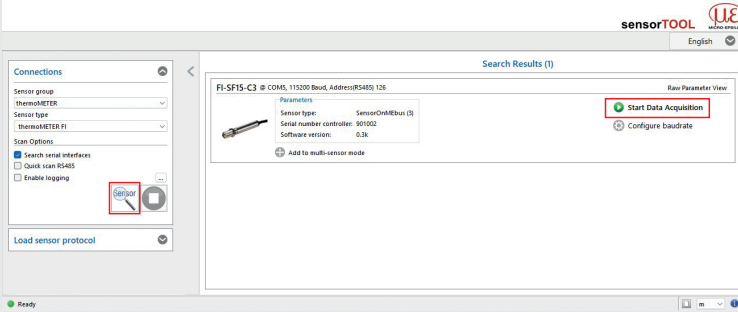 sensorTOOL
MICRO-EPSILON
English
Connections
Sensor group
thermoMETER
Sensor type
thermoMETER FI
Scan Options
Search serial interfaces
Quick scan RS485
Enable logging
...
Sensor
Load sensor protocol
Search Results (1)
FI-SF15-C3 @ COM5, 115200 Baud, Address(RS485) 126
Raw Parameter View
Parameters
Sensor type: SensorOnMEbus (3)
Serial number controller: 901002
Software version: 0.3k
Add to multi-sensor mode
Start Data Acquisition
Configure baudrate
Ready
m